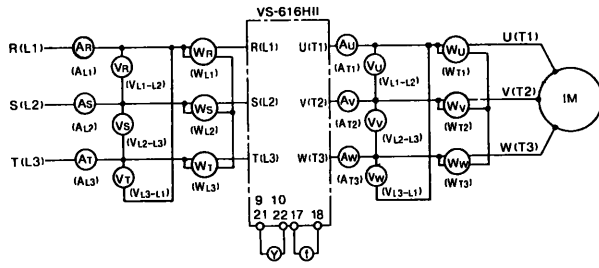 VS-616HII
R(L1) AR WR R(L1) U(T1) AU WU U(T1)
(AL1) VR (VL1-L2) (WL1) (AT1) VU (VL1-L2) (WT1)
S(L2) AS WS S(L2) V(T2) AV WV V(T2) IM
(AL2) VS (VL2-L3) (WL2) (AT2) VV (VL2-L3) (WT2)
T(L3) AT WT T(L3) W(T3) AW WW W(T3)
(AL3) VT (VL3-L1) (WL3) (AT3) VW (VL3-L1) (WT3)
9 10
21 22 17 18
Y f